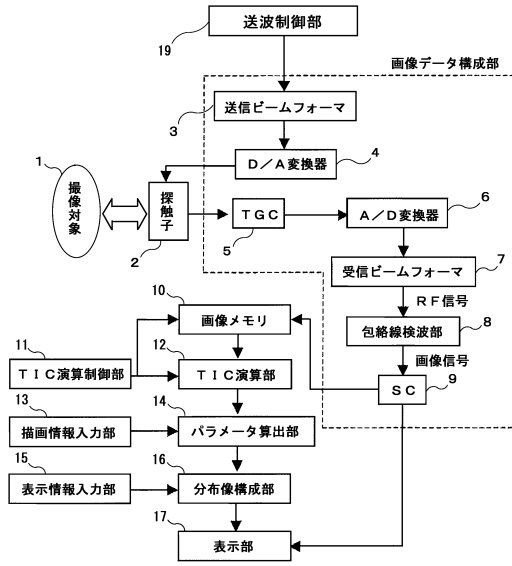 送波制御部
19
画像データ構成部
送信ビームフォーマ
3
D/A変換器
4
1
撮像対象
探触子
2
TGC
5
A/D変換器
6
受信ビームフォーマ
7
RF信号
包絡線検波部
8
画像信号
SC
9
10
画像メモリ
11
TIC演算制御部
12
TIC演算部
13
描画情報入力部
14
パラメータ算出部
15
表示情報入力部
16
分布像構成部
17
表示部